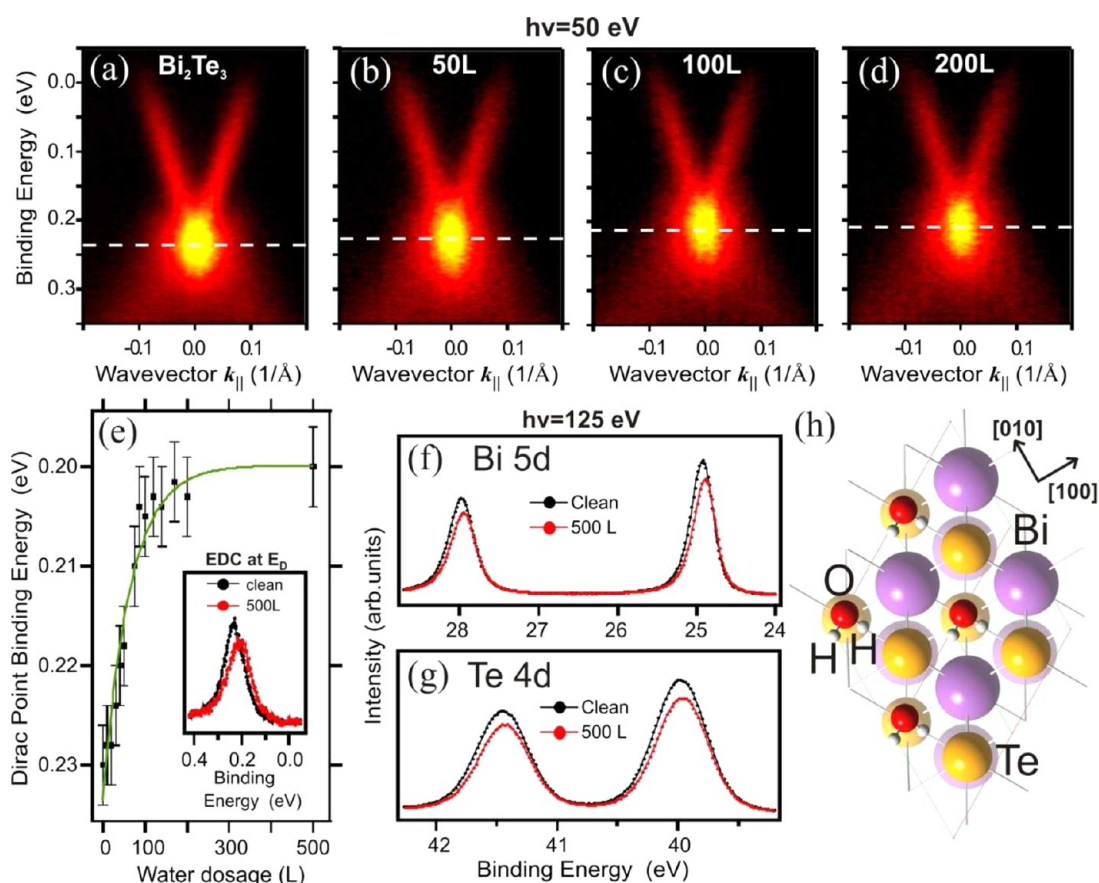 hν=50 eV
(a) Bi₂Te₃
(b) 50L
(c) 100L
(d) 200L
Binding Energy (eV)
0.0
0.1
0.2
0.3
-0.1 0.0 0.1
-0.1 0.0 0.1
-0.1 0.0 0.1
-0.1 0.0 0.1
Wavevector k|| (1/Å)
Wavevector k|| (1/Å)
Wavevector k|| (1/Å)
Wavevector k|| (1/Å)
(e)
Dirac Point Binding Energy (eV)
0.20
0.21
0.22
0.23
EDC at E_D
clean
500L
0.4 0.2 0.0
Binding
Energy (eV)
0 100 300 500
Water dosage (L)
hν=125 eV
Intensity (arb.units)
(f) Bi 5d
Clean
500 L
28 27 26 25 24
(g) Te 4d
Clean
500 L
42 41 40
Binding Energy (eV)
(h)
[010]
[100]
Bi
O
H H
Te